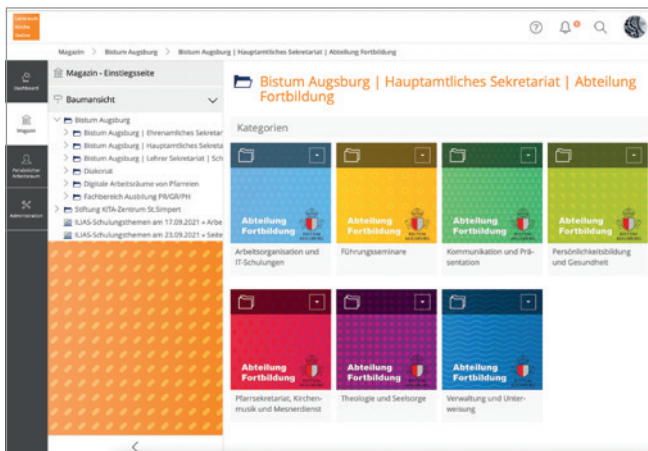 Lernraum
Kirche
Online
Magazin > Bistum Augsburg > Bistum Augsburg | Hauptamtliches Sekretariat | Abteilung Fortbildung
Dashboard
Magazin
Persönlicher
Arbeitsraum
Administration
Magazin - Einstiegsseite
Baumansicht
Bistum Augsburg
Bistum Augsburg | Ehrenamtliches Sekretar
Bistum Augsburg | Hauptamtliches Sekreta
Bistum Augsburg | Lehrer Sekretariat | Sch
Diakonat
Digitale Arbeitsräume von Pfarreien
Fachbereich Ausbilung PR/GR/PH
Stiftung KITA-Zentrum St.Simpert
ILIAS-Schulungsthemen am 17.09.2021 » Arbe
ILIAS-Schulungsthemen am 23.09.2021 » Seite
Bistum Augsburg | Hauptamtliches Sekretariat | Abteilung
Fortbildung
Kategorien
Abteilung
Fortbildung
Arbeitsorganisation und
IT-Schulungen
Abteilung
Fortbildung
Führungsseminare
Abteilung
Fortbildung
Kommunikation und Prä-
sentation
Abteilung
Fortbildung
Persönlichkeitsbildung
und Gesundheit
Abteilung
Fortbildung
Pfarrsekretariat, Kirchen-
musik und Mesnerdienst
Abteilung
Fortbildung
Theologie und Seelsorge
Abteilung
Fortbildung
Verwaltung und Unter-
weisung